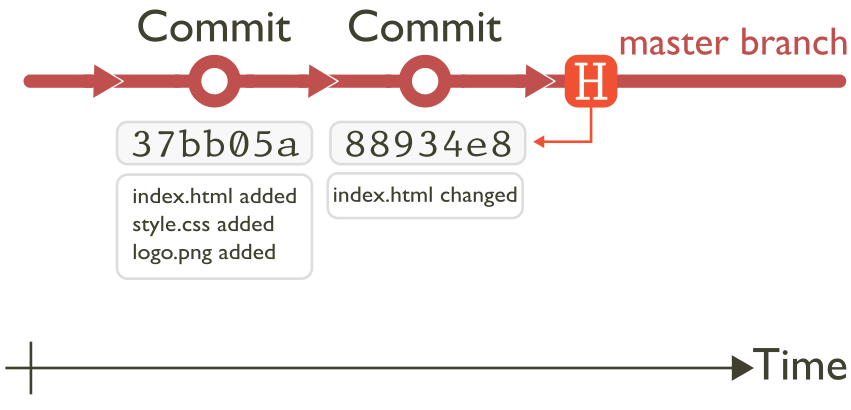 Commit
Commit
master branch
H
37bb05a
88934e8
index.html added
style.css added
logo.png added
index.html changed
Time